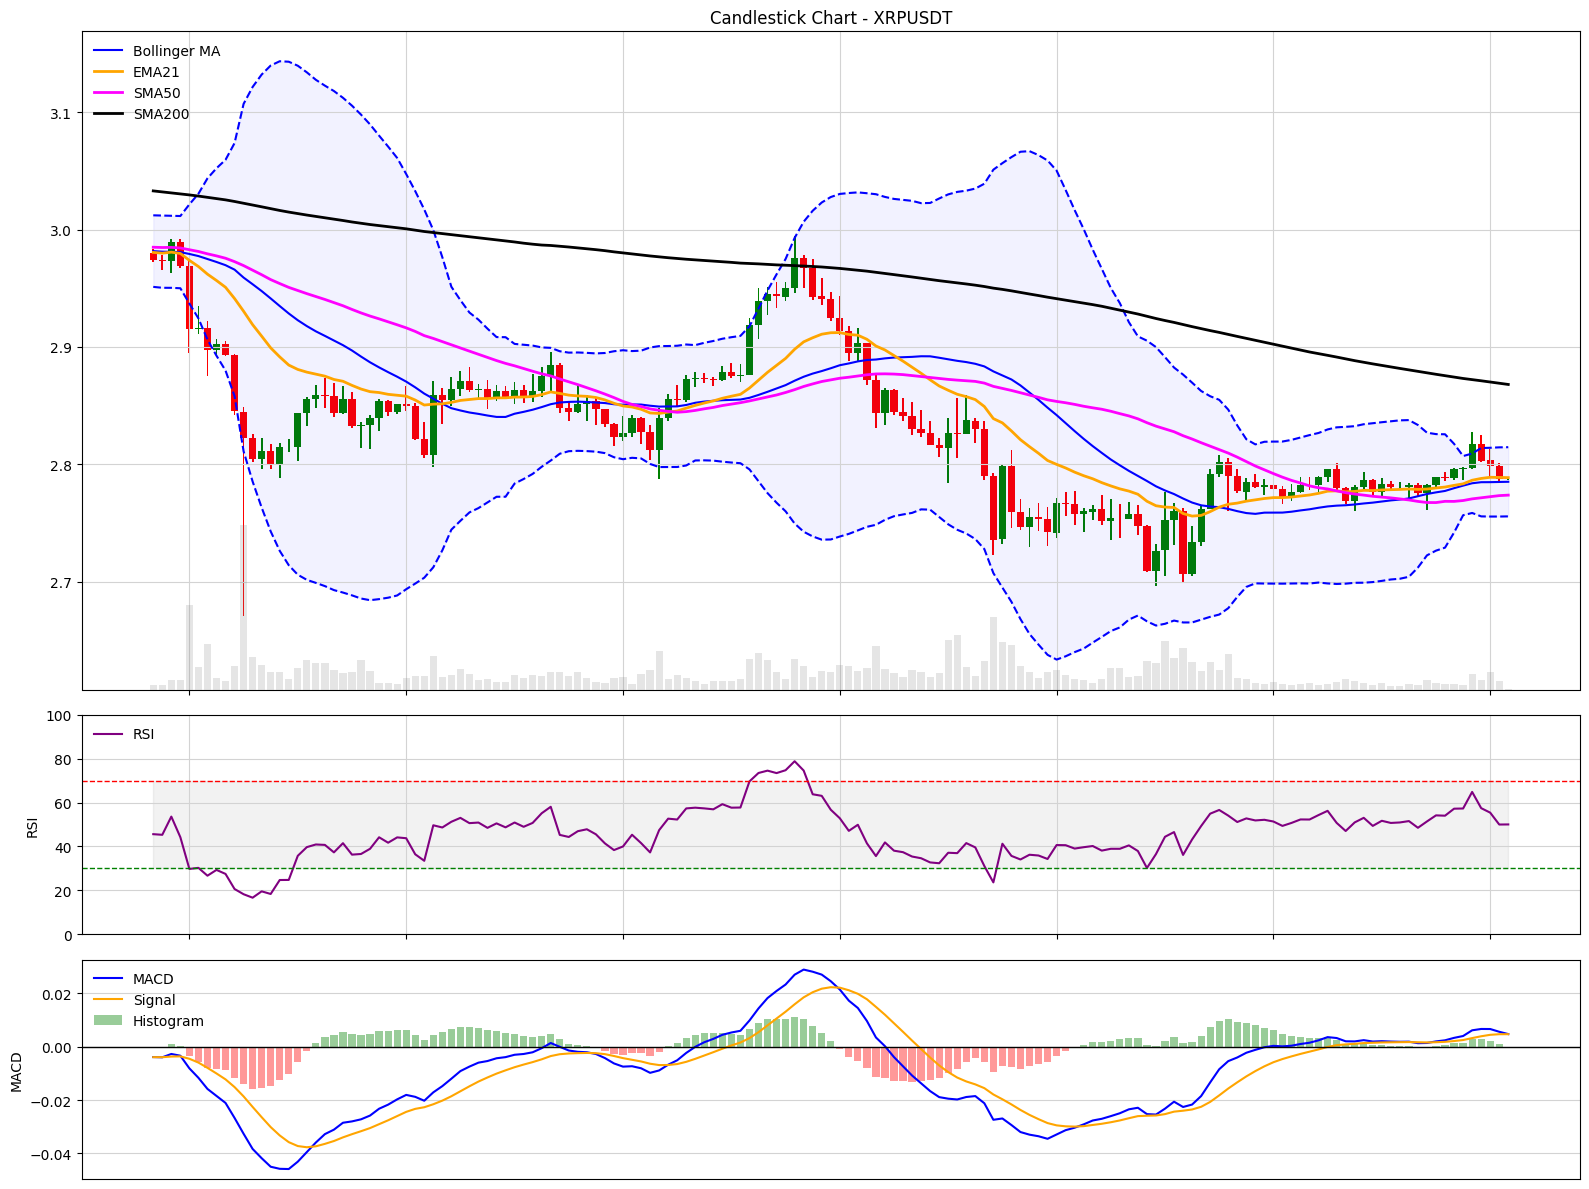 Candlestick Chart - XRPUSDT
Bollinger MA
EMA21
SMA50
SMA200
3.1
3.0
2.9
2.8
2.7
RSI
100
80
60
40
20
0
RSI
MACD
Signal
Histogram
0.02
0.00
−0.02
−0.04
MACD